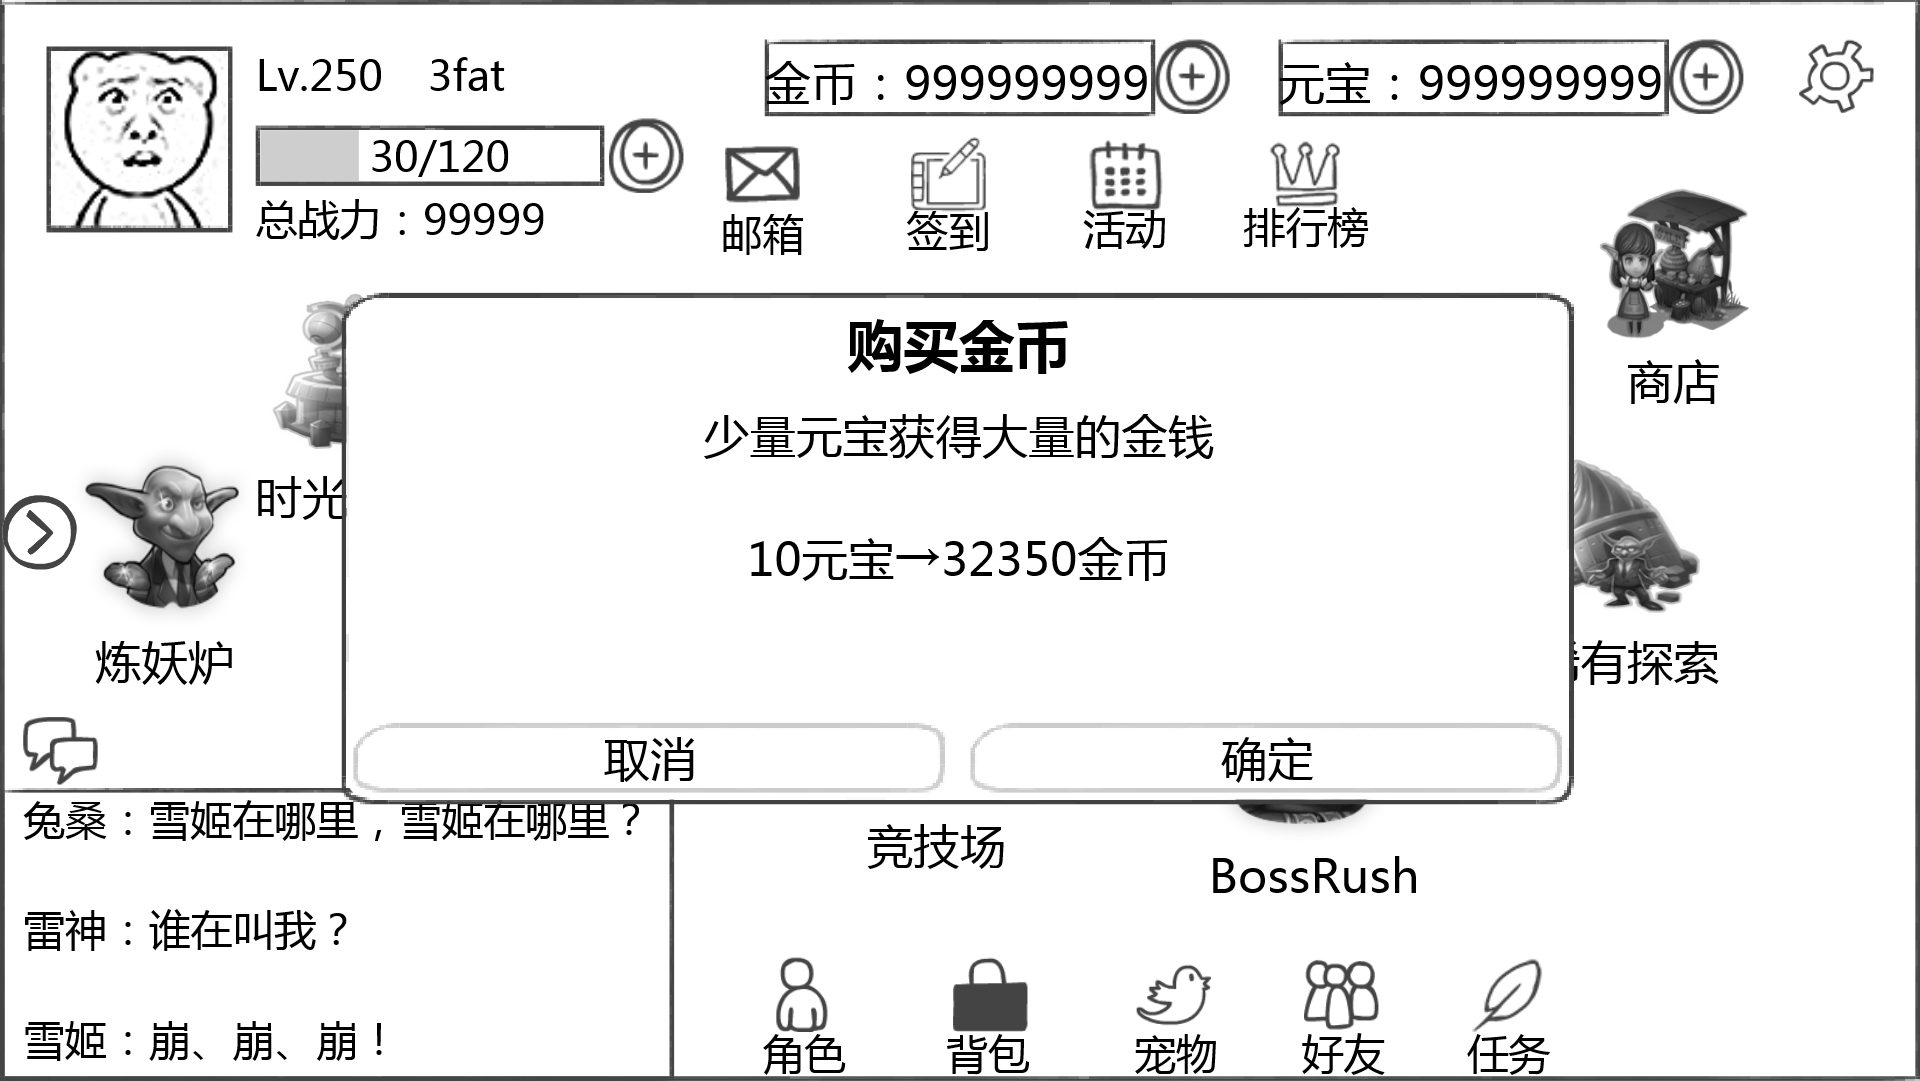 Lv.250 3fat
金币：999999999
元宝：999999999
30/120
总战力：99999
邮箱
签到
活动
排行榜
商店
购买金币
少量元宝获得大量的金钱
时光
10元宝→32350金币
炼妖炉
有探索
取消
确定
兔桑：雪姬在哪里，雪姬在哪里？
竞技场
BossRush
雷神：谁在叫我？
雪姬：崩、崩、崩！
角色
背包
宠物
好友
任务